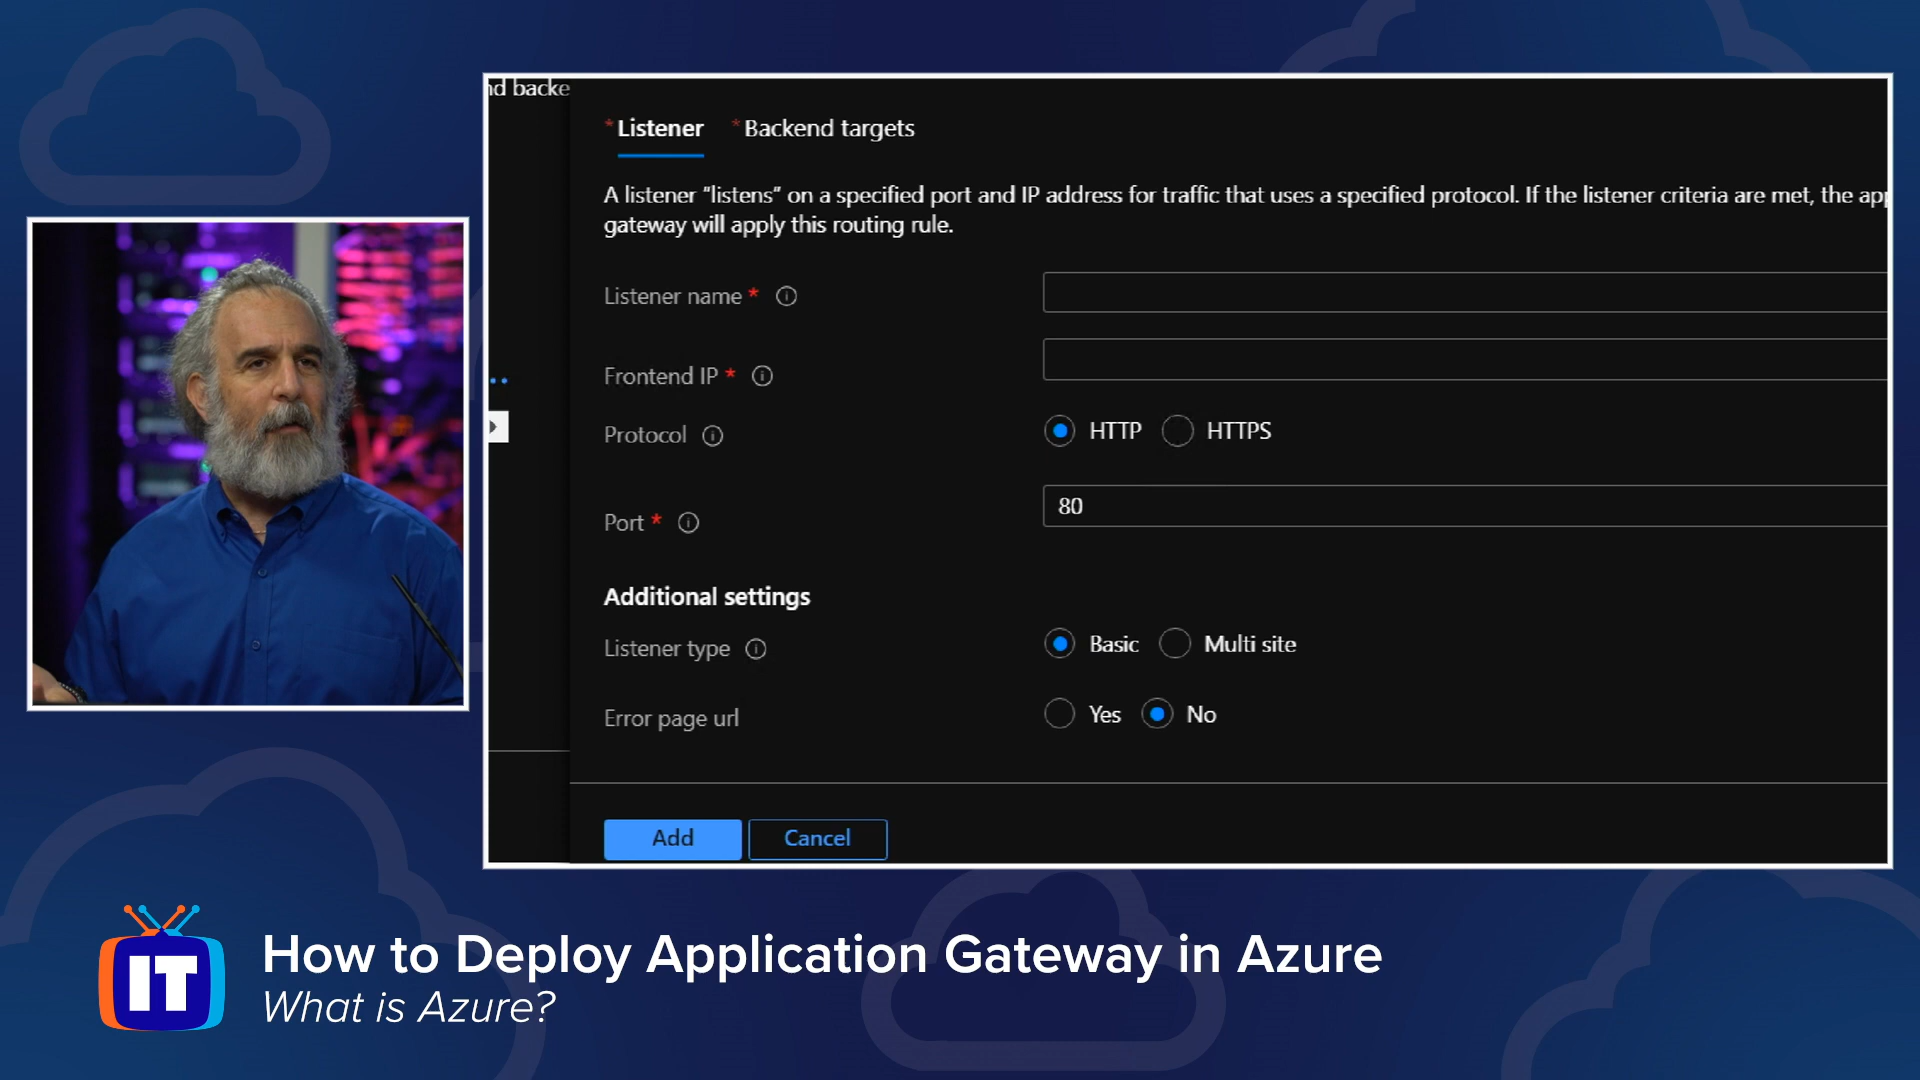 nd backe
* Listener * Backend targets
A listener "listens" on a specified port and IP address for traffic that uses a specified protocol. If the listener criteria are met, the app
gateway will apply this routing rule.
Listener name *
Frontend IP *
Protocol
HTTP HTTPS
Port *
80
Additional settings
Listener type
Basic Multi site
Error page url
Yes No
Add Cancel
IT
How to Deploy Application Gateway in Azure
What is Azure?